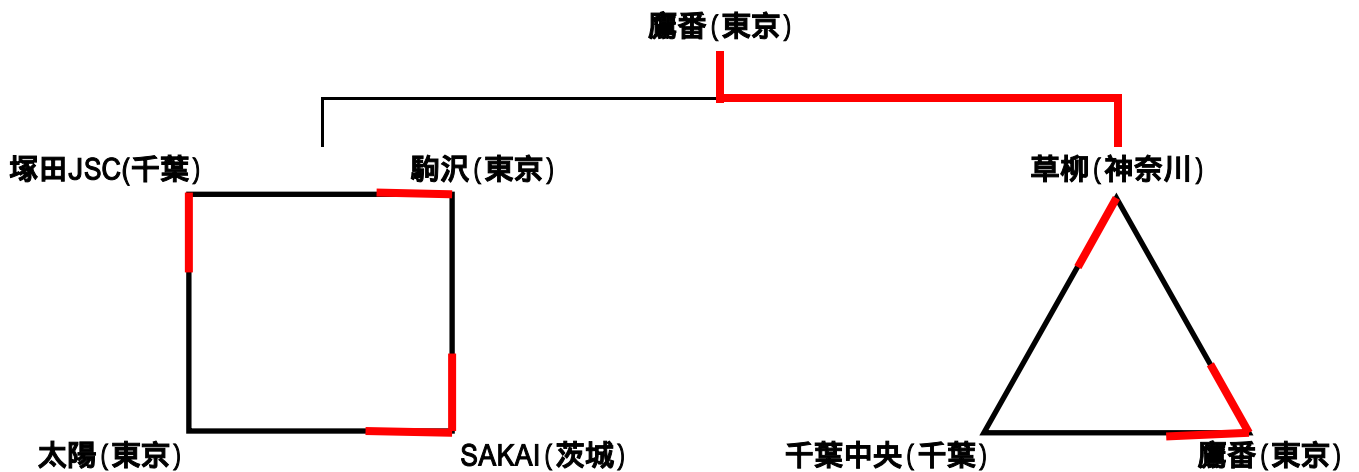 鷹番(東京)
塚田JSC(千葉)
駒沢(東京)
草柳(神奈川)
太陽(東京)
SAKAI(茨城)
千葉中央(千葉)
鷹番(東京)